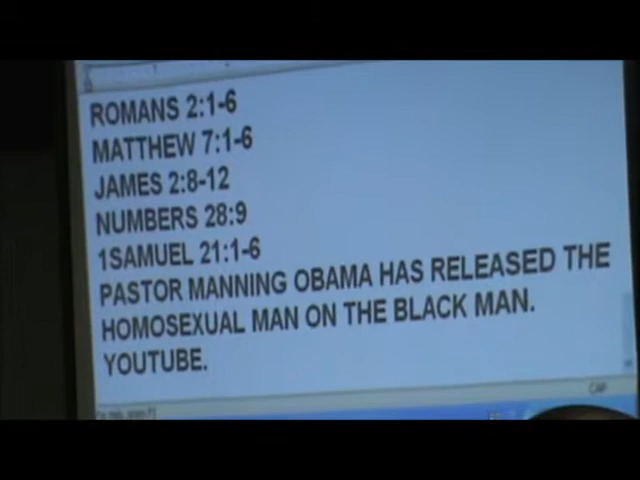 ROMANS 2:1-6
MATTHEW 7:1-6
JAMES 2:8-12
NUMBERS 28:9
1SAMUEL 21:1-6
PASTOR MANNING OBAMA HAS RELEASED THE
HOMOSEXUAL MAN ON THE BLACK MAN.
YOUTUBE.